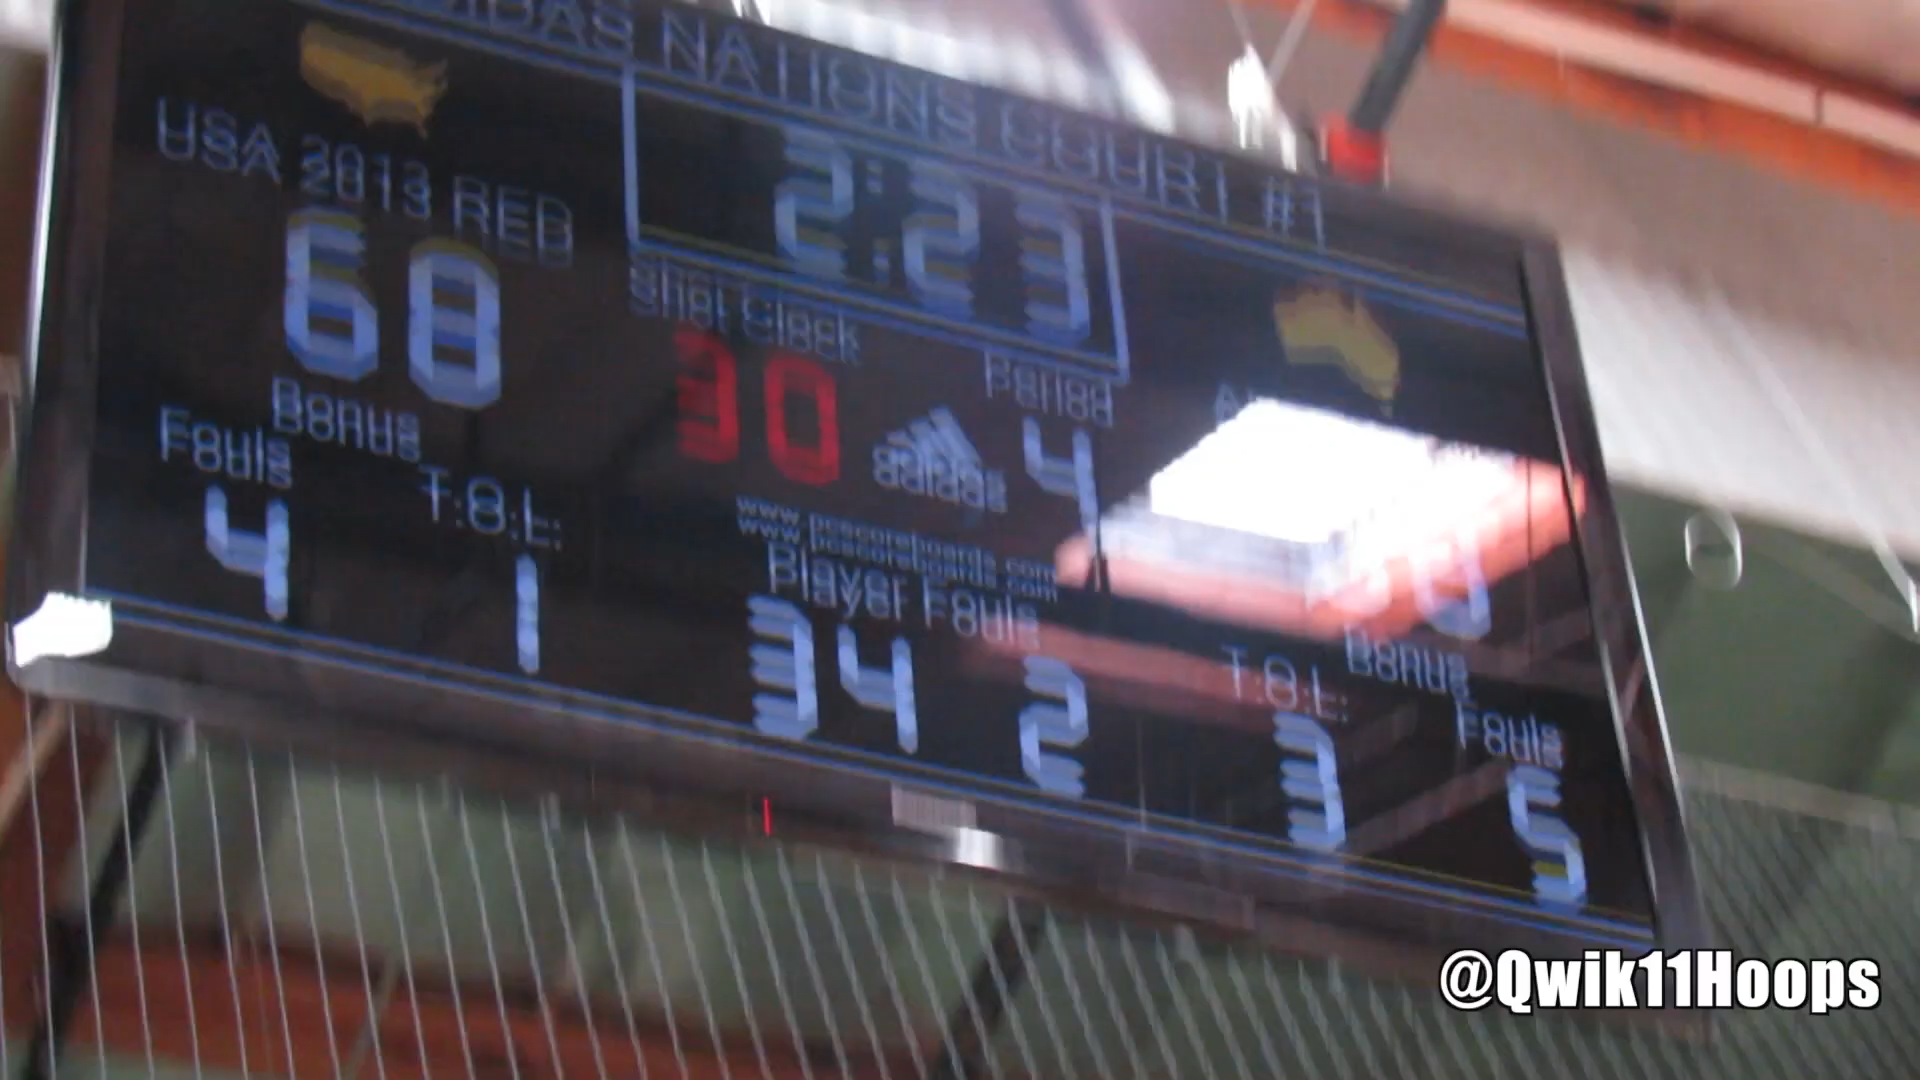 ADIDAS NATIONS COURT #1
USA 2013 RED
2:23
68
Shot Clock
30
Period
4
adidas
Bonus
Fouls
4
T.O.L.
1
www.pcscoreboards.com
Player Fouls
34 2
Bonus
T.O.L.
3
Fouls
5
@Qwik11Hoops